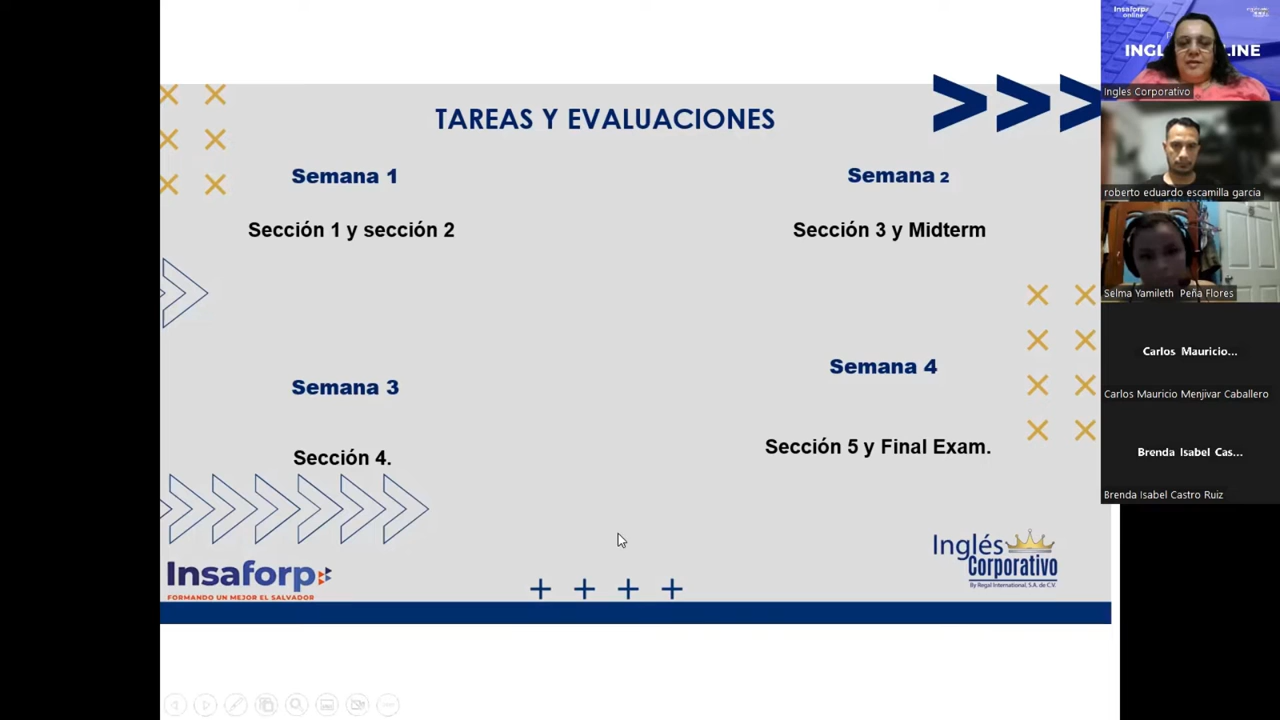 TAREAS Y EVALUACIONES
Semana 1
Sección 1 y sección 2
Semana 2
Sección 3 y Midterm
Semana 3
Sección 4.
Semana 4
Sección 5 y Final Exam.
Insaforp
FORMANDO UN MEJOR EL SALVADOR
Inglés
Corporativo
By Regal International, S.A. de C.V.
Insaforp
online
Ingles Corporativo
roberto eduardo escamilla garcia
Selma Yamileth Peña Flores
Carlos Mauricio...
Carlos Mauricio Menjivar Caballero
Brenda Isabel Cas...
Brenda Isabel Castro Ruiz